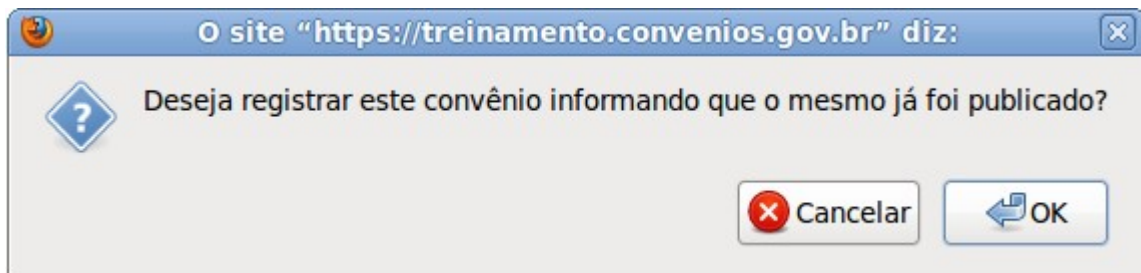 O site “https://treinamento.convenios.gov.br” diz:
Deseja registrar este convênio informando que o mesmo já foi publicado?
Cancelar OK